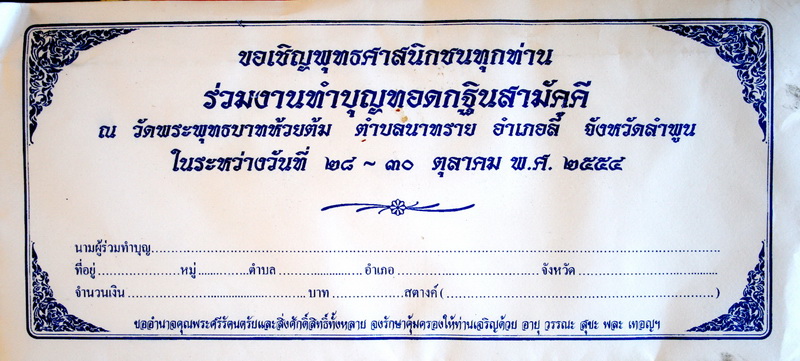 ขอเชิญพุทธศาสนิกชนทุกท่าน
ร่วมงานทำบุญทอดกฐินสามัคคี
ณ วัดพระพุทธบาทห้วยต้ม ตำบลนาทราย อำเภอลี้ จังหวัดลำพูน
ในระหว่างวันที่ ๒๘ ~ ๓๐ ตุลาคม พ.ศ. ๒๕๕๔
นามผู้ร่วมทำบุญ
ที่อยู่ หมู่ ตำบล อำเภอ จังหวัด
จำนวนเงิน บาท สตางค์ ( )
ขออำนาจคุณพระศรีรัตนตรัยและสิ่งศักดิ์สิทธิ์ทั้งหลาย จงรักษาคุ้มครองให้ท่านเจริญด้วย อายุ วรรณะ สุขะ พละ เทอญฯ